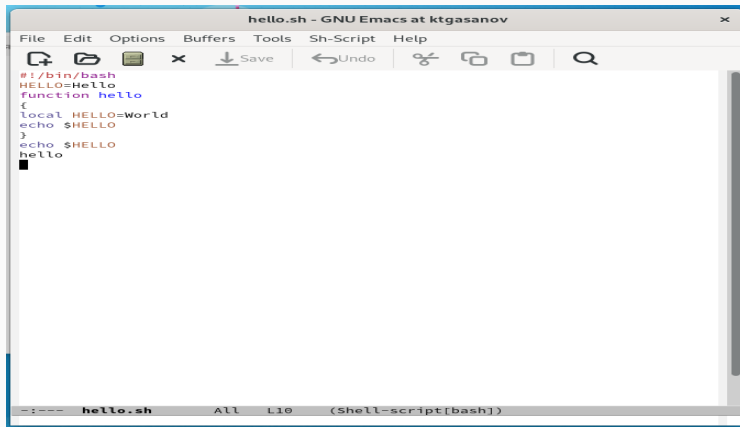 hello.sh - GNU Emacs at ktgasanov
File Edit Options Buffers Tools Sh-Script Help
Save Undo
#!/bin/bash
HELLO=Hello
function hello
{
local HELLO=World
echo $HELLO
}
echo $HELLO
hello
-:--- hello.sh All L10 (Shell-script[bash])